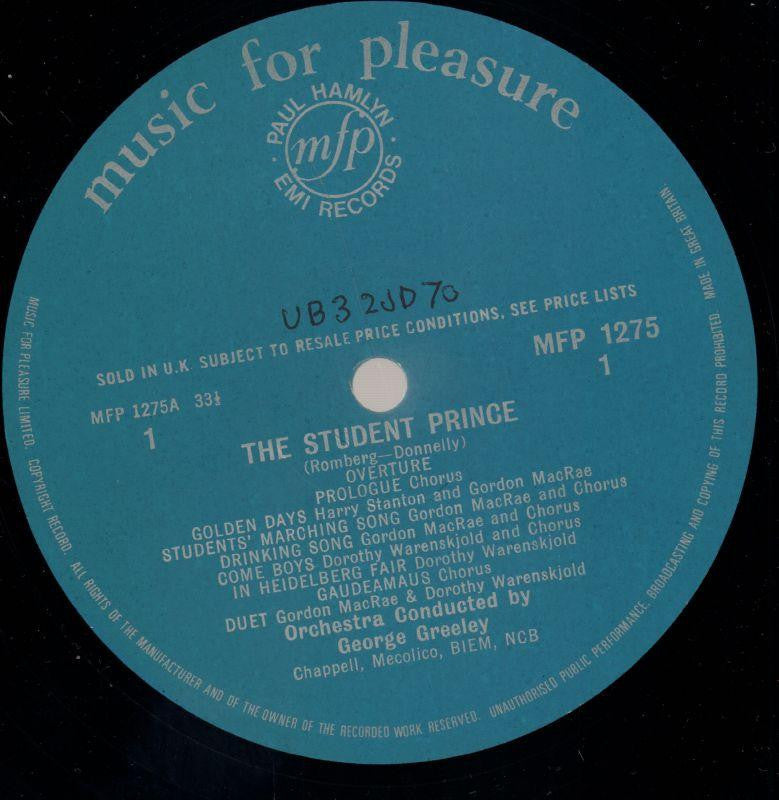 music for pleasure
PAUL HAMLYN
mfp
EMI RECORDS
UB3 2JD 70
SOLD IN U.K. SUBJECT TO RESALE PRICE CONDITIONS, SEE PRICE LISTS
MFP 1275A 33⅓
1
MFP 1275
1
THE STUDENT PRINCE
(Romberg—Donnelly)
OVERTURE
PROLOGUE Chorus
GOLDEN DAYS Harry Stanton and Gordon MacRae
STUDENTS' MARCHING SONG Gordon MacRae and Chorus
DRINKING SONG Gordon MacRae and Chorus
COME BOYS Dorothy Warenskjold and Chorus
IN HEIDELBERG FAIR Dorothy Warenskjold
GAUDEAMAUS Chorus
DUET Gordon MacRae & Dorothy Warenskjold
Orchestra Conducted by
George Greeley
Chappell, Mecolico, BIEM, NCB
MUSIC FOR PLEASURE LIMITED. COPYRIGHT RECORD. ALL RIGHTS OF THE MANUFACTURER AND OF THE OWNER OF THE RECORDED WORK RESERVED. UNAUTHORISED PUBLIC PERFORMANCE, BROADCASTING AND COPYING OF THIS RECORD PROHIBITED. MADE IN GREAT BRITAIN.